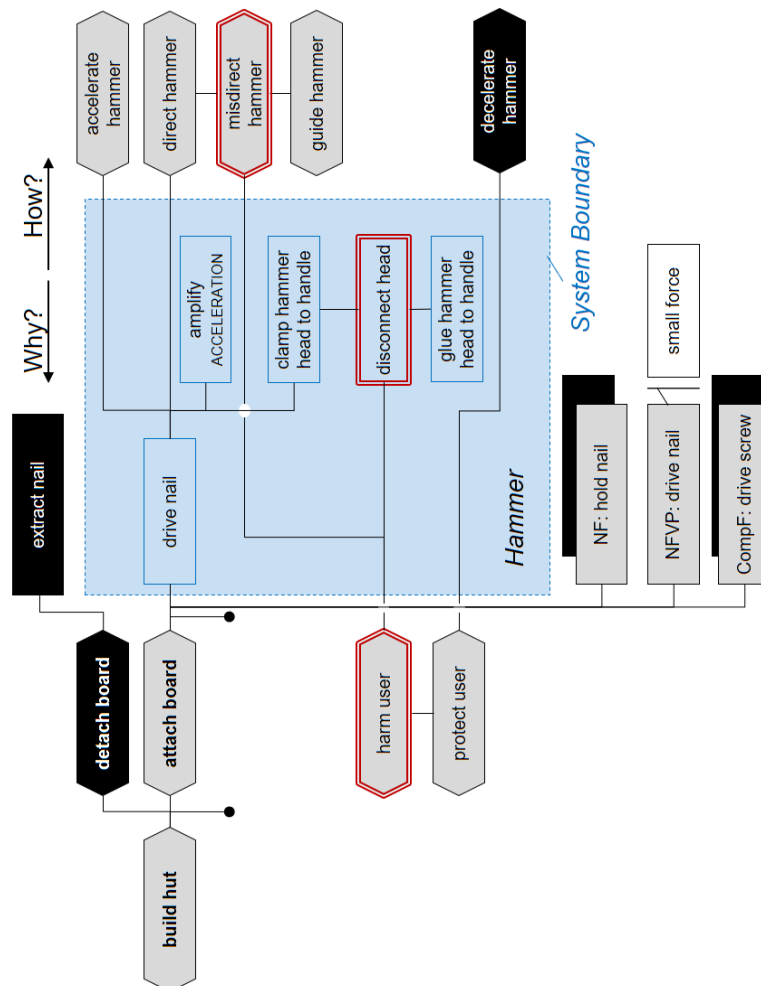 Why?
How?
extract nail
detach board
build hut
attach board
drive nail
accelerate
hammer
direct hammer
misdirect
hammer
guide hammer
decelerate
hammer
amplify
ACCELERATION
clamp hammer
head to handle
disconnect head
glue hammer
head to handle
harm user
protect user
Hammer
System Boundary
NF: hold nail
NFVP: drive nail
small force
CompF: drive screw